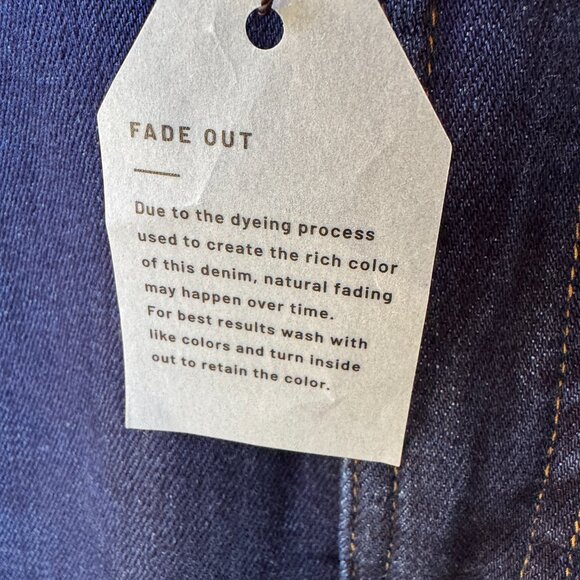 FADE OUT
Due to the dyeing process
used to create the rich color
of this denim, natural fading
may happen over time.
For best results wash with
like colors and turn inside
out to retain the color.